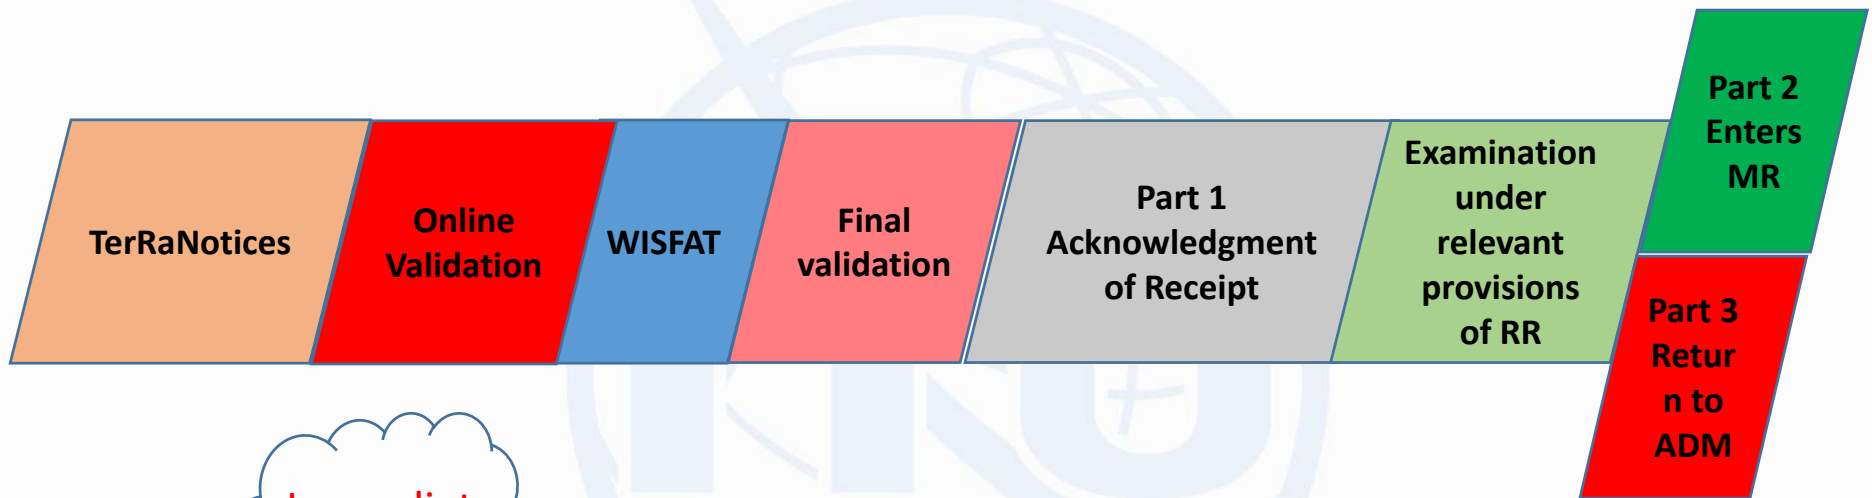 TerRaNotices
Online
Validation
WISFAT
Final
validation
Part 1
Acknowledgment
of Receipt
Examination
under
relevant
provisions
of RR
Part 2
Enters
MR
Part 3
Retur
n to
ADM